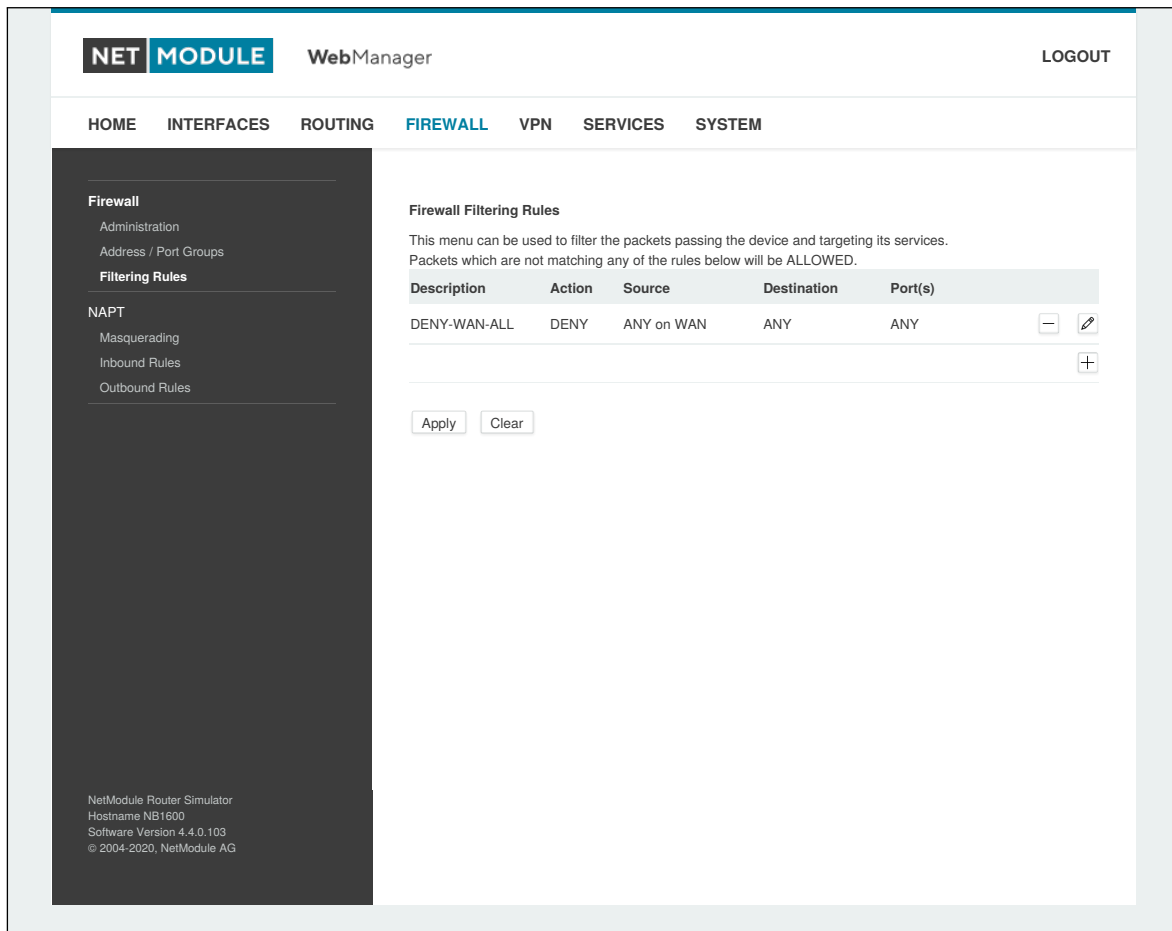 NET MODULE WebManager LOGOUT
HOME INTERFACES ROUTING FIREWALL VPN SERVICES SYSTEM
Firewall
Administration
Address / Port Groups
Filtering Rules
NAPT
Masquerading
Inbound Rules
Outbound Rules
Firewall Filtering Rules
This menu can be used to filter the packets passing the device and targeting its services.
Packets which are not matching any of the rules below will be ALLOWED.
Description Action Source Destination Port(s)
DENY-WAN-ALL DENY ANY on WAN ANY ANY
Apply Clear
NetModule Router Simulator
Hostname NB1600
Software Version 4.4.0.103
© 2004-2020, NetModule AG